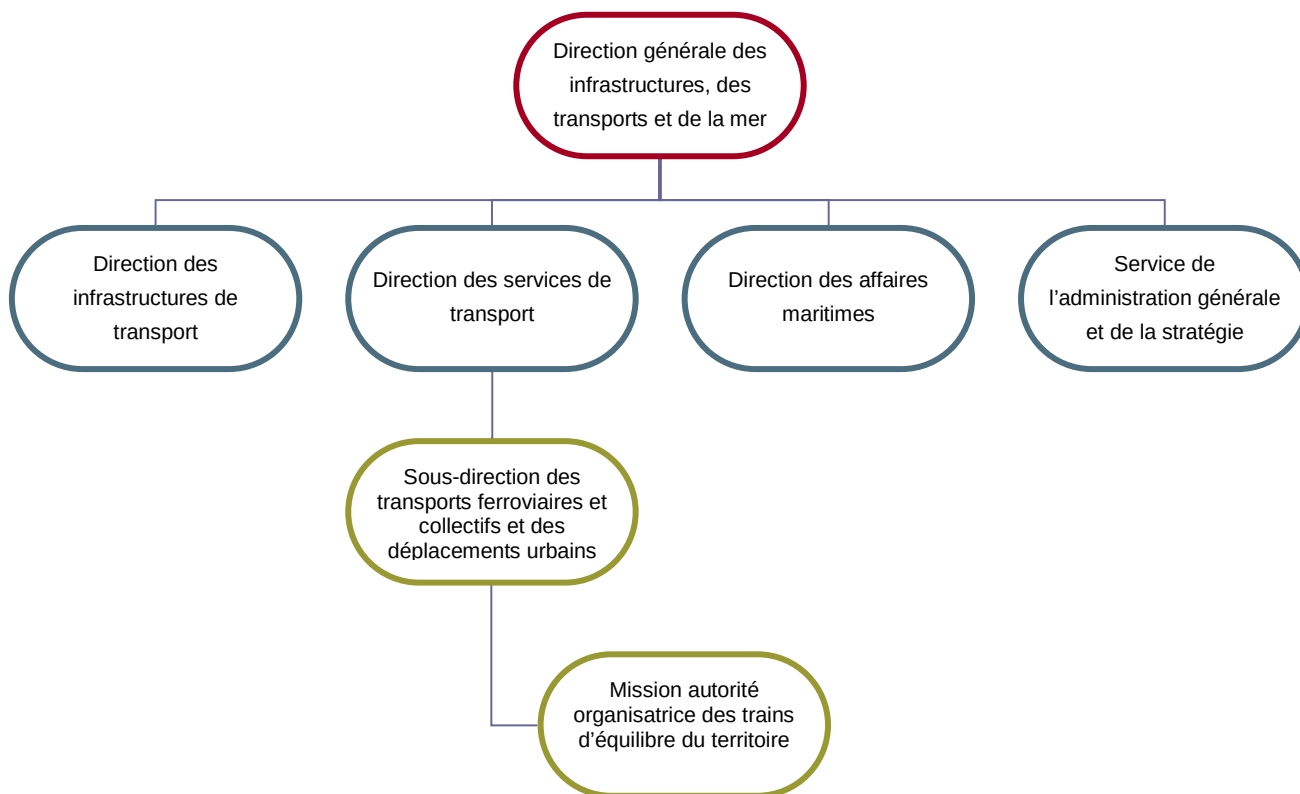 Direction générale des
infrastructures, des
transports et de la mer
Direction des
infrastructures de
transport
Direction des services de
transport
Direction des affaires
maritimes
Service de
l’administration générale
et de la stratégie
Sous-direction des
transports ferroviaires et
collectifs et des
déplacements urbains
Mission autorité
organisatrice des trains
d’équilibre du territoire